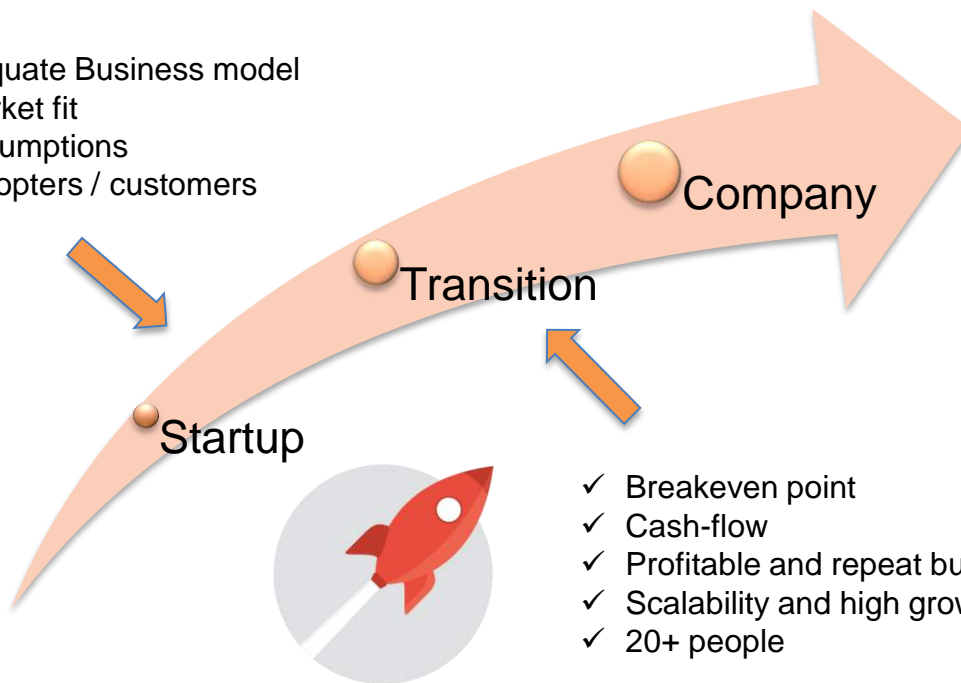 quate Business model
rket fit
umptions
opters / customers
Company
Transition
Startup
✓ Breakeven point
✓ Cash-flow
✓ Profitable and repeat bu
✓ Scalability and high grow
✓ 20+ people